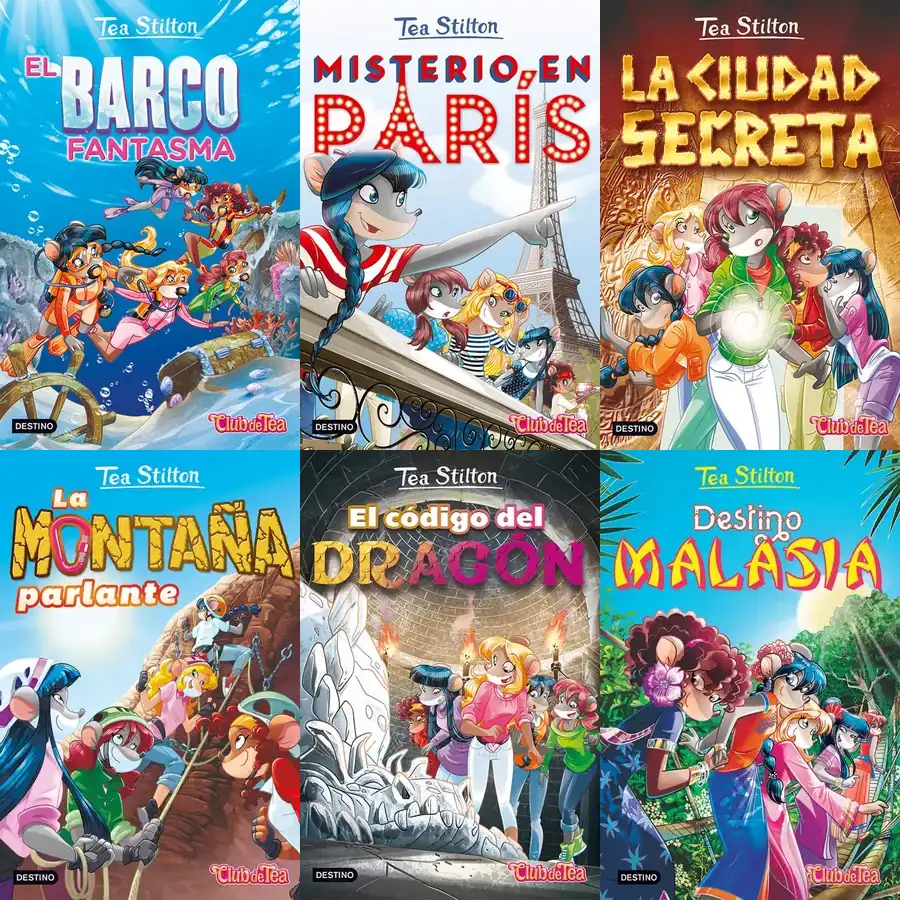 Tea Stilton
EL
BARCO
FANTASMA
DESTINO
Club de Tea
Tea Stilton
MISTERIO EN
PARÍS
DESTINO
Club de Tea
Tea Stilton
LA CIUDAD
SECRETA
DESTINO
Club de Tea
Tea Stilton
La
MONTAÑA
parlante
DESTINO
Club de Tea
Tea Stilton
El código del
DRAGÓN
DESTINO
Club de Tea
Tea Stilton
Destino
MALASIA
DESTINO
Club de Tea